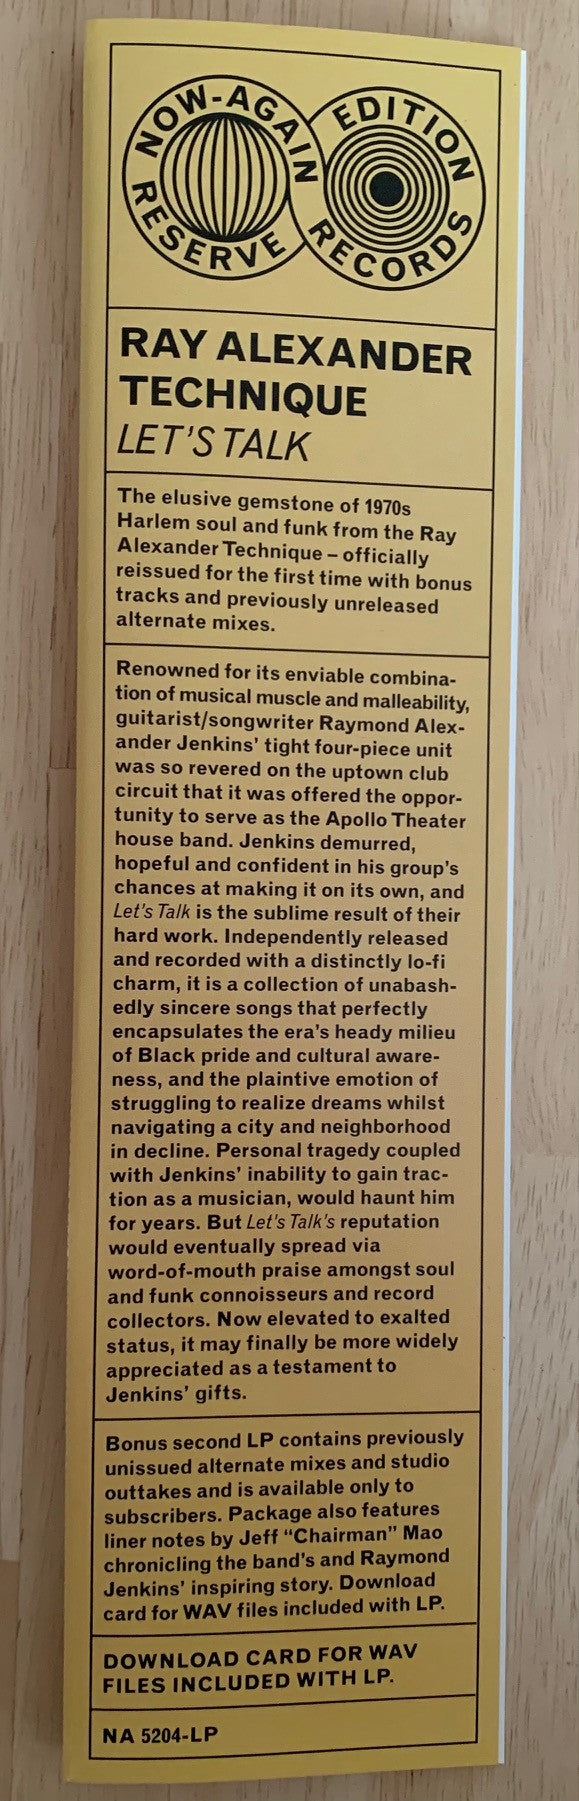 NOW-AGAIN
RESERVE
EDITION
RECORDS
RAY ALEXANDER
TECHNIQUE
LET'S TALK
The elusive gemstone of 1970s
Harlem soul and funk from the Ray
Alexander Technique – officially
reissued for the first time with bonus
tracks and previously unreleased
alternate mixes.
Renowned for its enviable combina-
tion of musical muscle and malleability,
guitarist/songwriter Raymond Alex-
ander Jenkins' tight four-piece unit
was so revered on the uptown club
circuit that it was offered the oppor-
tunity to serve as the Apollo Theater
house band. Jenkins demurred,
hopeful and confident in his group's
chances at making it on its own, and
Let's Talk is the sublime result of their
hard work. Independently released
and recorded with a distinctly lo-fi
charm, it is a collection of unabash-
edly sincere songs that perfectly
encapsulates the era's heady milieu
of Black pride and cultural aware-
ness, and the plaintive emotion of
struggling to realize dreams whilst
navigating a city and neighborhood
in decline. Personal tragedy coupled
with Jenkins' inability to gain trac-
tion as a musician, would haunt him
for years. But Let's Talk's reputation
would eventually spread via
word-of-mouth praise amongst soul
and funk connoisseurs and record
collectors. Now elevated to exalted
status, it may finally be more widely
appreciated as a testament to
Jenkins' gifts.
Bonus second LP contains previously
unissued alternate mixes and studio
outtakes and is available only to
subscribers. Package also features
liner notes by Jeff "Chairman" Mao
chronicling the band's and Raymond
Jenkins' inspiring story. Download
card for WAV files included with LP.
DOWNLOAD CARD FOR WAV
FILES INCLUDED WITH LP.
NA 5204-LP